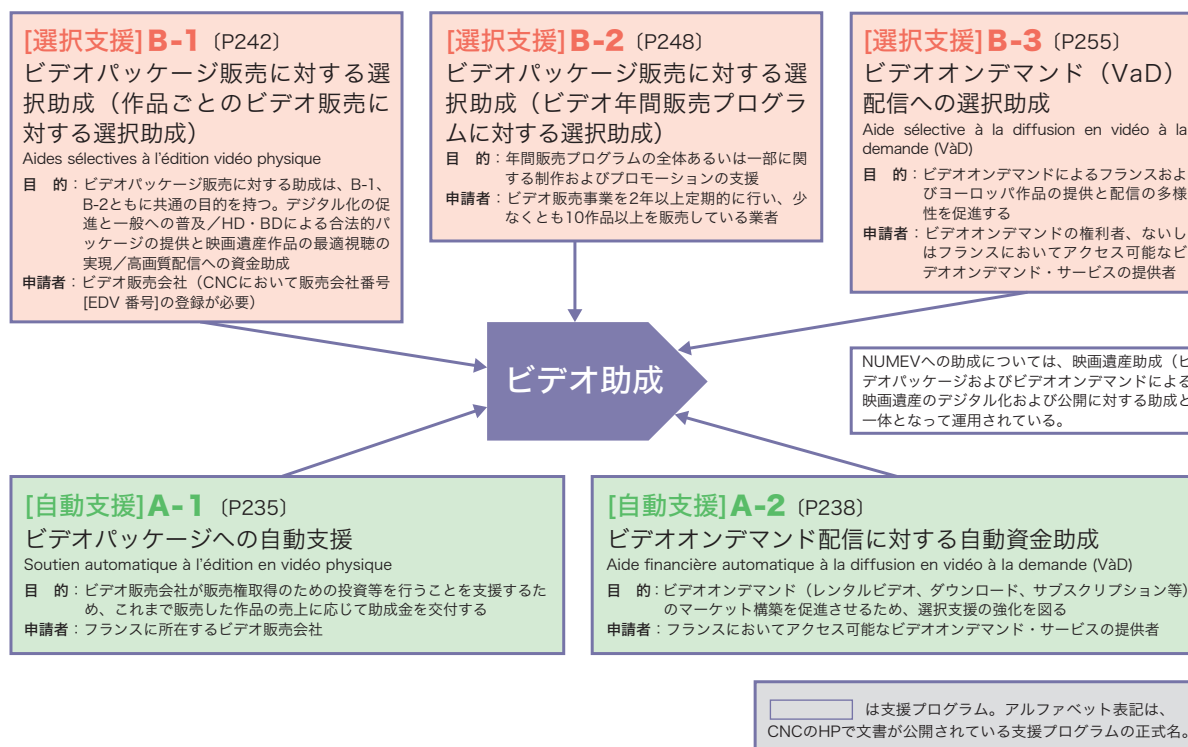 [選択支援]B-1〔P242〕
ビデオパッケージ販売に対する選
択助成（作品ごとのビデオ販売に
対する選択助成）
Aides sélectives à l'édition vidéo physique
目　的：ビデオパッケージ販売に対する助成は、B-1、
B-2ともに共通の目的を持つ。デジタル化の促
進と一般への普及／HD・BDによる合法的パ
ッケージの提供と映画遺産作品の最適視聴の
実現／高画質配信への資金助成
申請者：ビデオ販売会社（CNCにおいて販売会社番号
[EDV 番号]の登録が必要）
[選択支援]B-2〔P248〕
ビデオパッケージ販売に対する選
択助成（ビデオ年間販売プログラ
ムに対する選択助成）
目　的：年間販売プログラムの全体あるいは一部に関
する制作およびプロモーションの支援
申請者：ビデオ販売事業を2年以上定期的に行い、少
なくとも10作品以上を販売している業者
[選択支援]B-3〔P255〕
ビデオオンデマンド（VaD）
配信への選択助成
Aide sélective à la diffusion en vidéo à la
demande (VàD)
目　的：ビデオオンデマンドによるフランスおよ
びヨーロッパ作品の提供と配信の多様
性を促進する
申請者：ビデオオンデマンドの権利者、ないし
はフランスにおいてアクセス可能なビ
デオオンデマンド・サービスの提供者
ビデオ助成
NUMEVへの助成については、映画遺産助成（ビ
デオパッケージおよびビデオオンデマンドによる
映画遺産のデジタル化および公開に対する助成と
一体となって運用されている。
[自動支援]A-1〔P235〕
ビデオパッケージへの自動支援
Soutien automatique à l'édition en vidéo physique
目　的：ビデオ販売会社が販売権取得のための投資等を行うことを支援するた
め、これまで販売した作品の売上に応じて助成金を交付する
申請者：フランスに所在するビデオ販売会社
[自動支援]A-2〔P238〕
ビデオオンデマンド配信に対する自動資金助成
Aide financière automatique à la diffusion en vidéo à la demande (VàD)
目　的：ビデオオンデマンド（レンタルビデオ、ダウンロード、サブスクリプション等）
のマーケット構築を促進させるため、選択支援の強化を図る
申請者：フランスにおいてアクセス可能なビデオオンデマンド・サービスの提供者
は支援プログラム。アルファベット表記は、
CNCのHPで文書が公開されている支援プログラムの正式名。